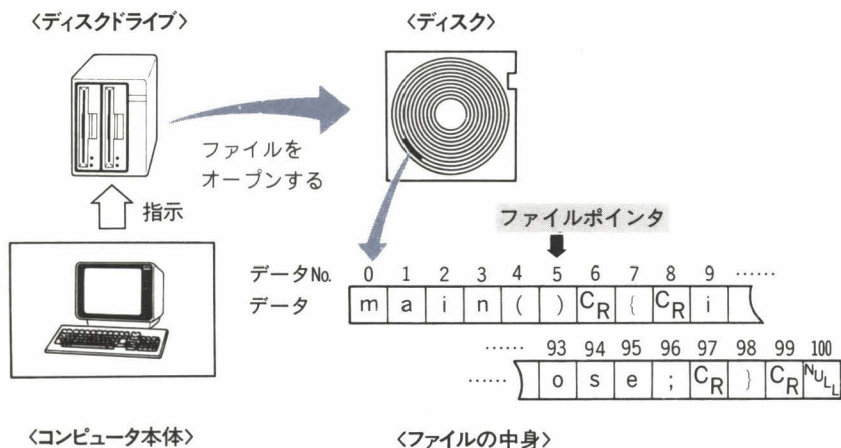 〈ディスクドライブ〉
〈ディスク〉
ファイルを
オープンする
指示
ファイルポインタ
データNo. 0 1 2 3 4 5 6 7 8 9 ……
データ m a i n ( ) CR { CR i
…… 93 94 95 96 97 98 99 100
…… o s e ; CR } CR NULL
〈コンピュータ本体〉
〈ファイルの中身〉